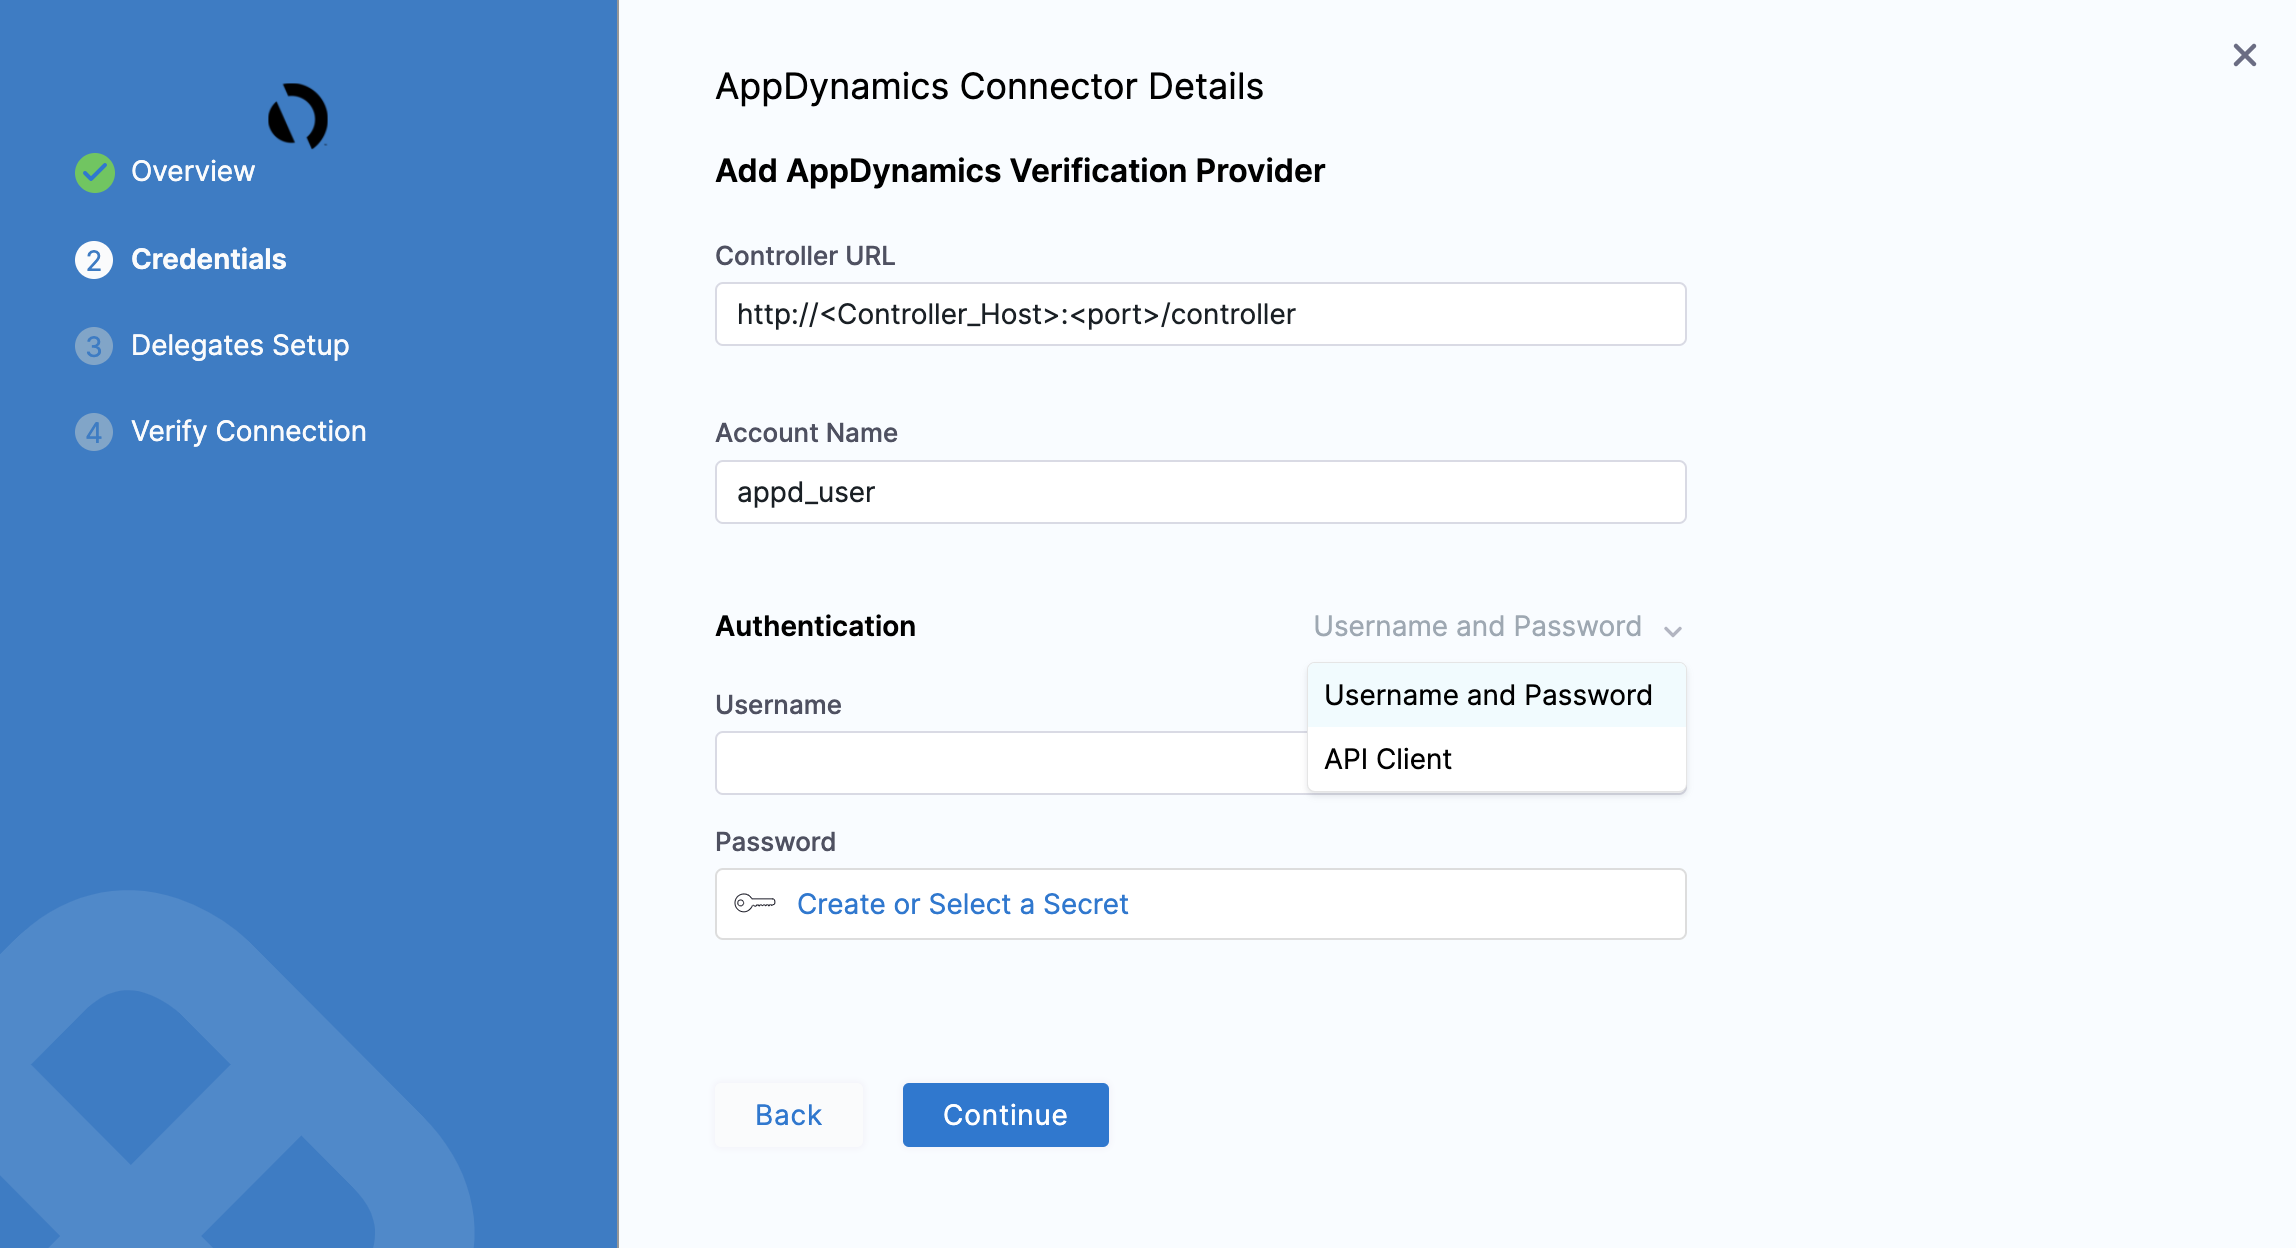 Overview
2 Credentials
3 Delegates Setup
4 Verify Connection
AppDynamics Connector Details
Add AppDynamics Verification Provider
Controller URL
http://<Controller_Host>:<port>/controller
Account Name
appd_user
Authentication
Username and Password
Username and Password
API Client
Username
Password
Create or Select a Secret
Back
Continue